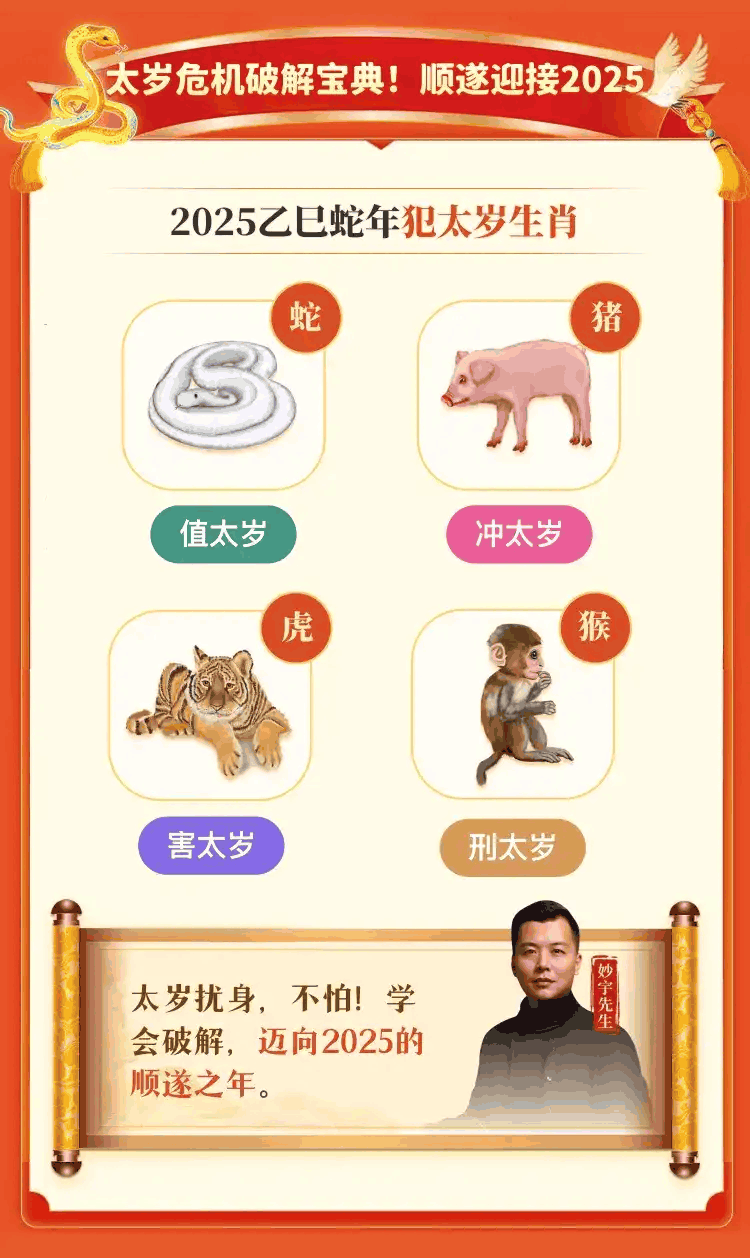 太岁危机破解宝典！顺遂迎接2025
2025乙巳蛇年犯太岁生肖
蛇
猪
值太岁
冲太岁
虎
猴
害太岁
刑太岁
太岁扰身，不怕！学
会破解，迈向2025的
顺遂之年。
妙宇先生